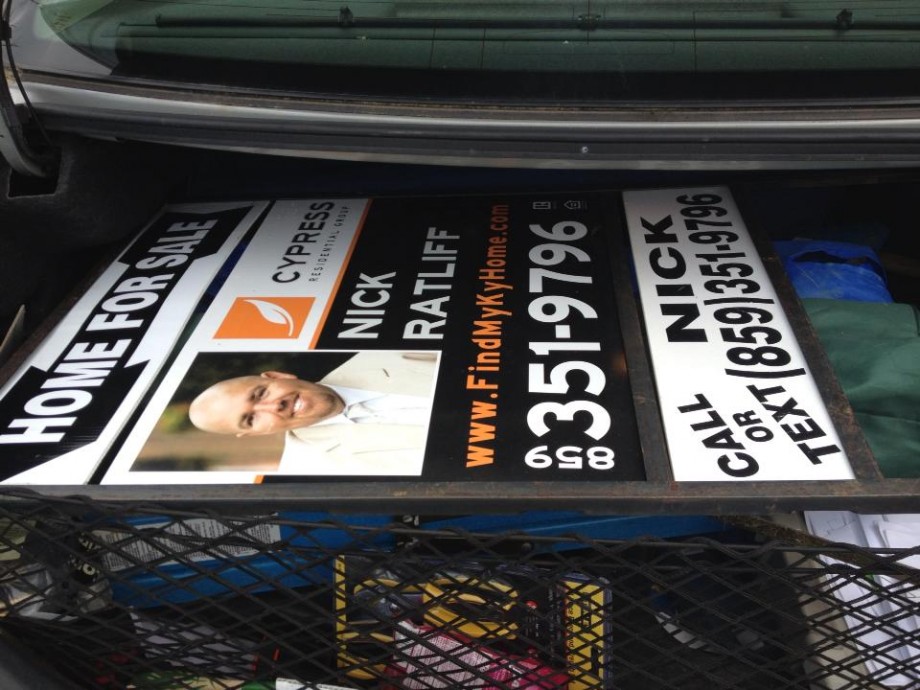 HOME FOR SALE
CYPRESS
RESIDENTIAL GROUP
NICK
RATLIFF
www.FindMyKyHome.com
859 351-9796
NICK
CALL
OR
TEXT (859)351-9796